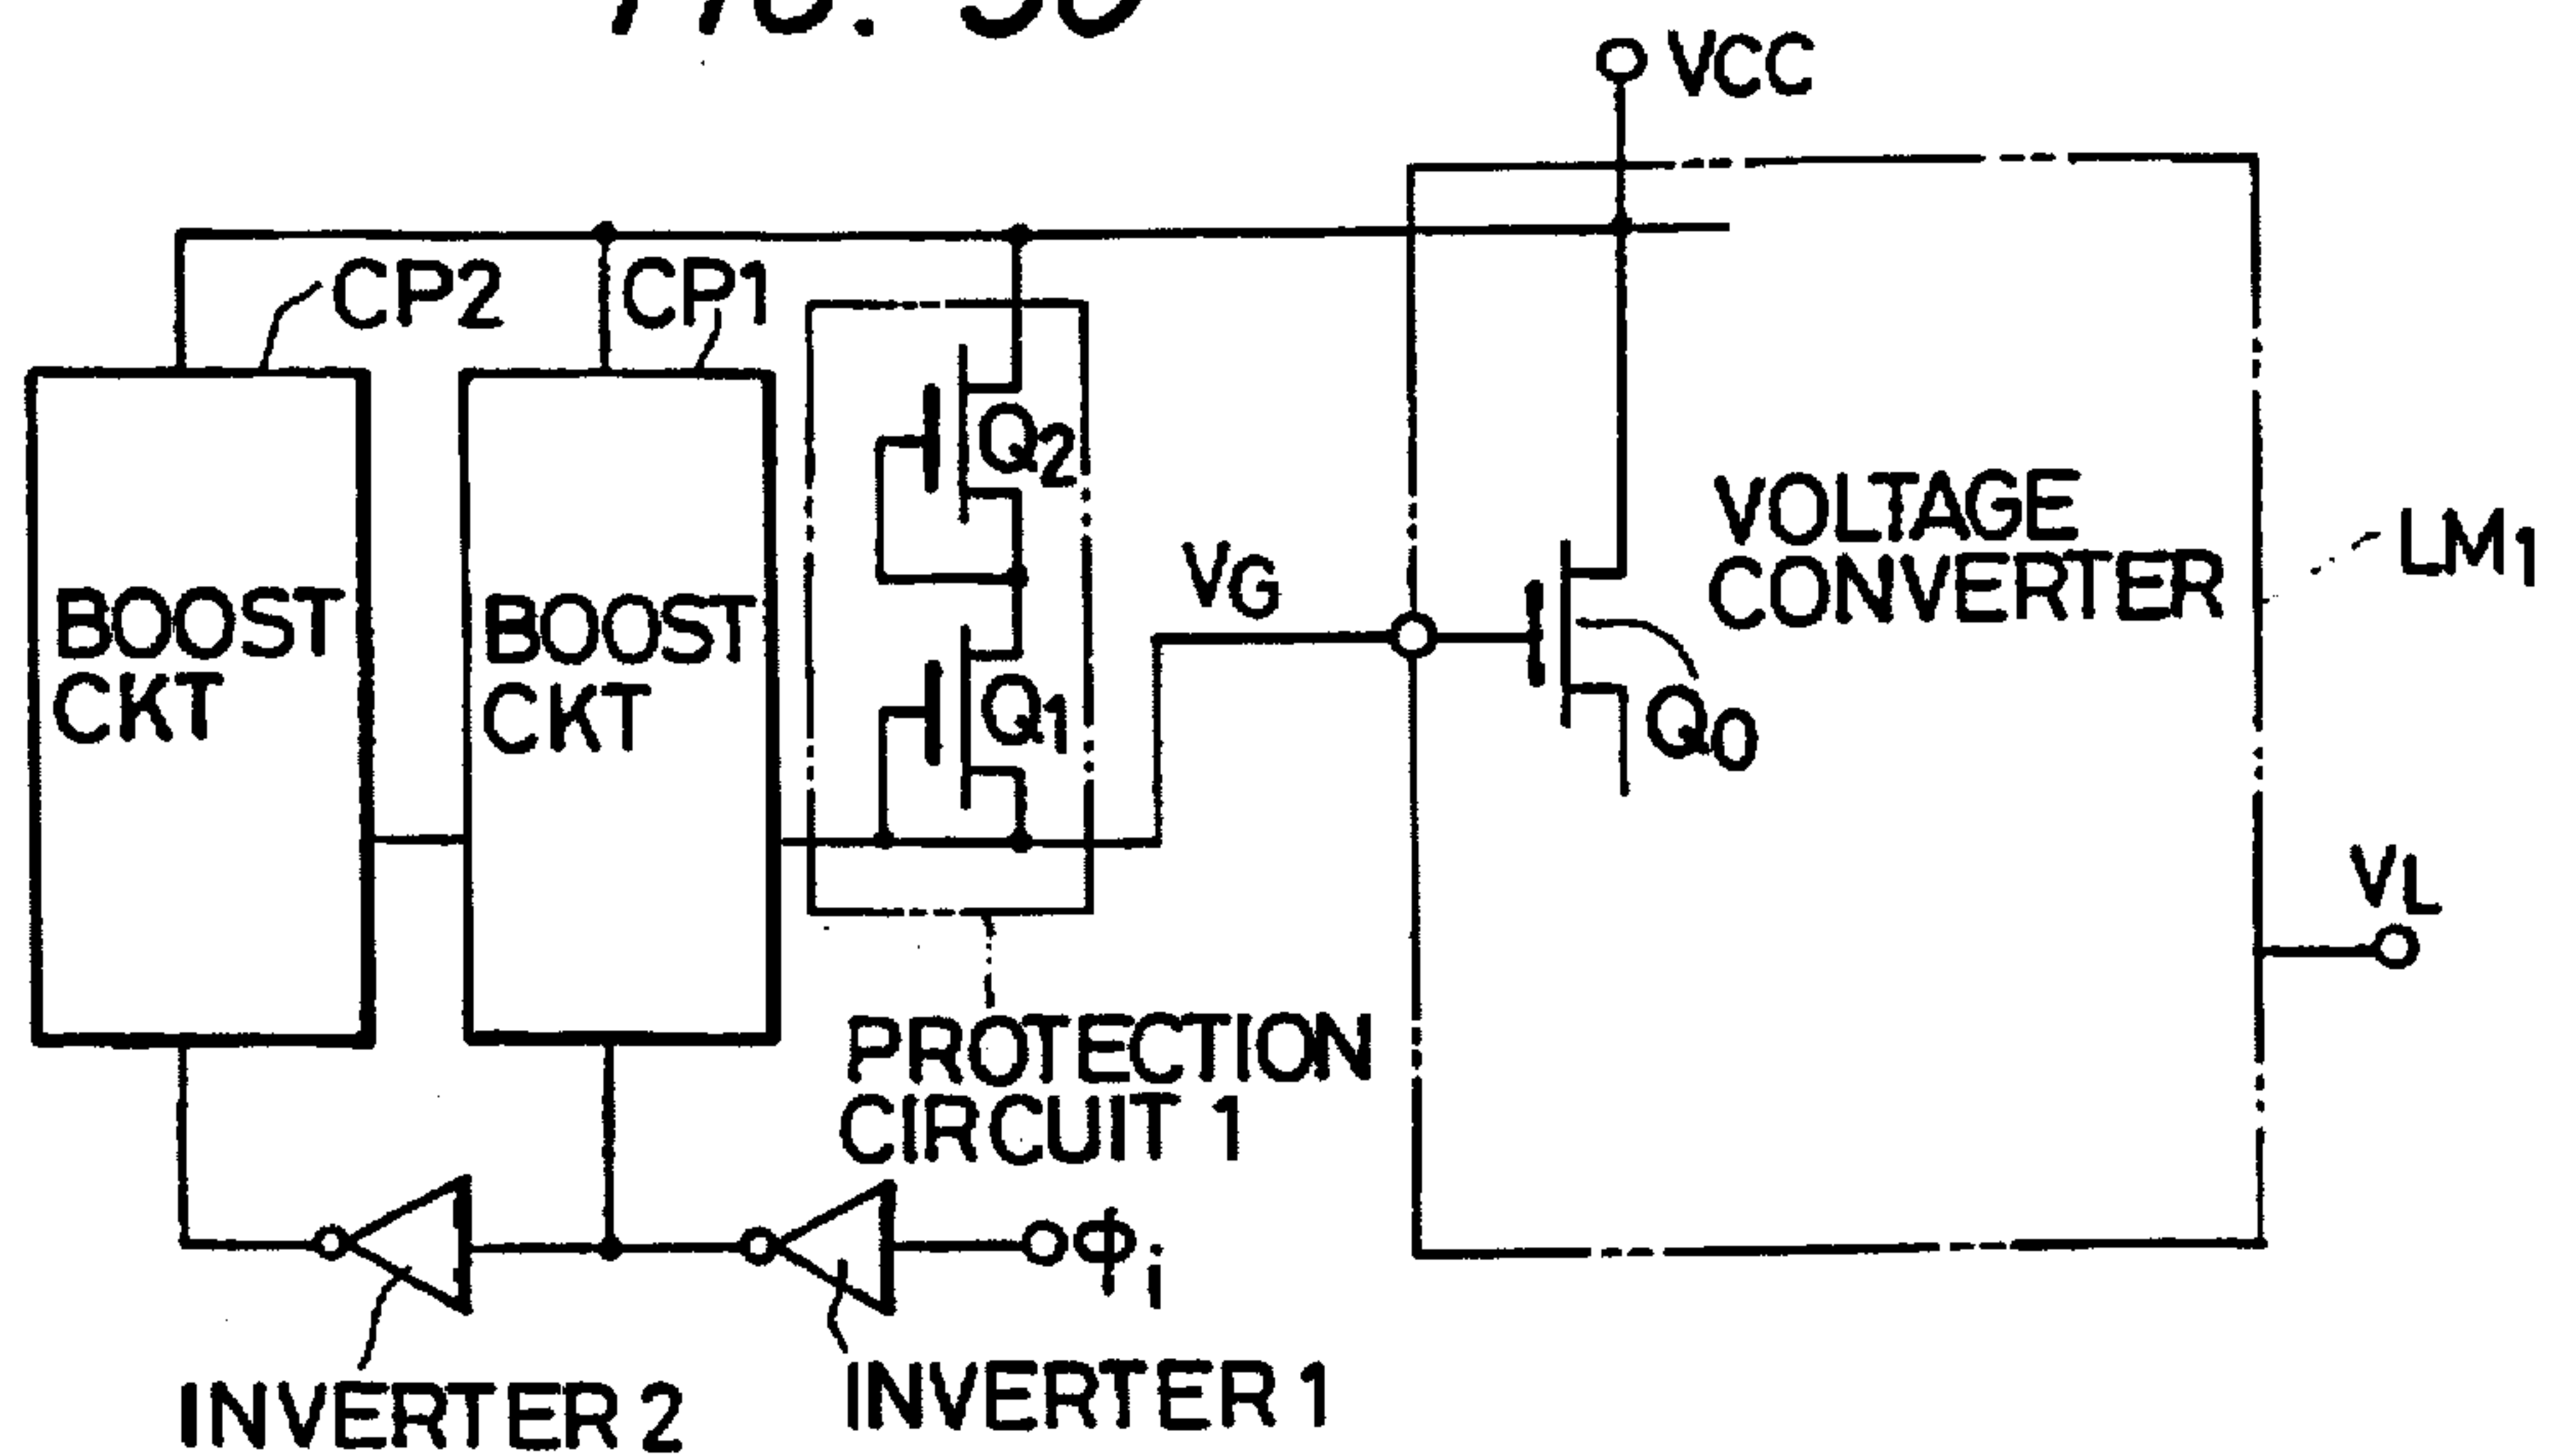 VCC
CP2
CP1
Q2
BOOST
CKT
BOOST
CKT
Q1
VG
VOLTAGE
CONVERTER
LM1
Q0
VL
PROTECTION
CIRCUIT 1
ϕi
INVERTER 2
INVERTER 1